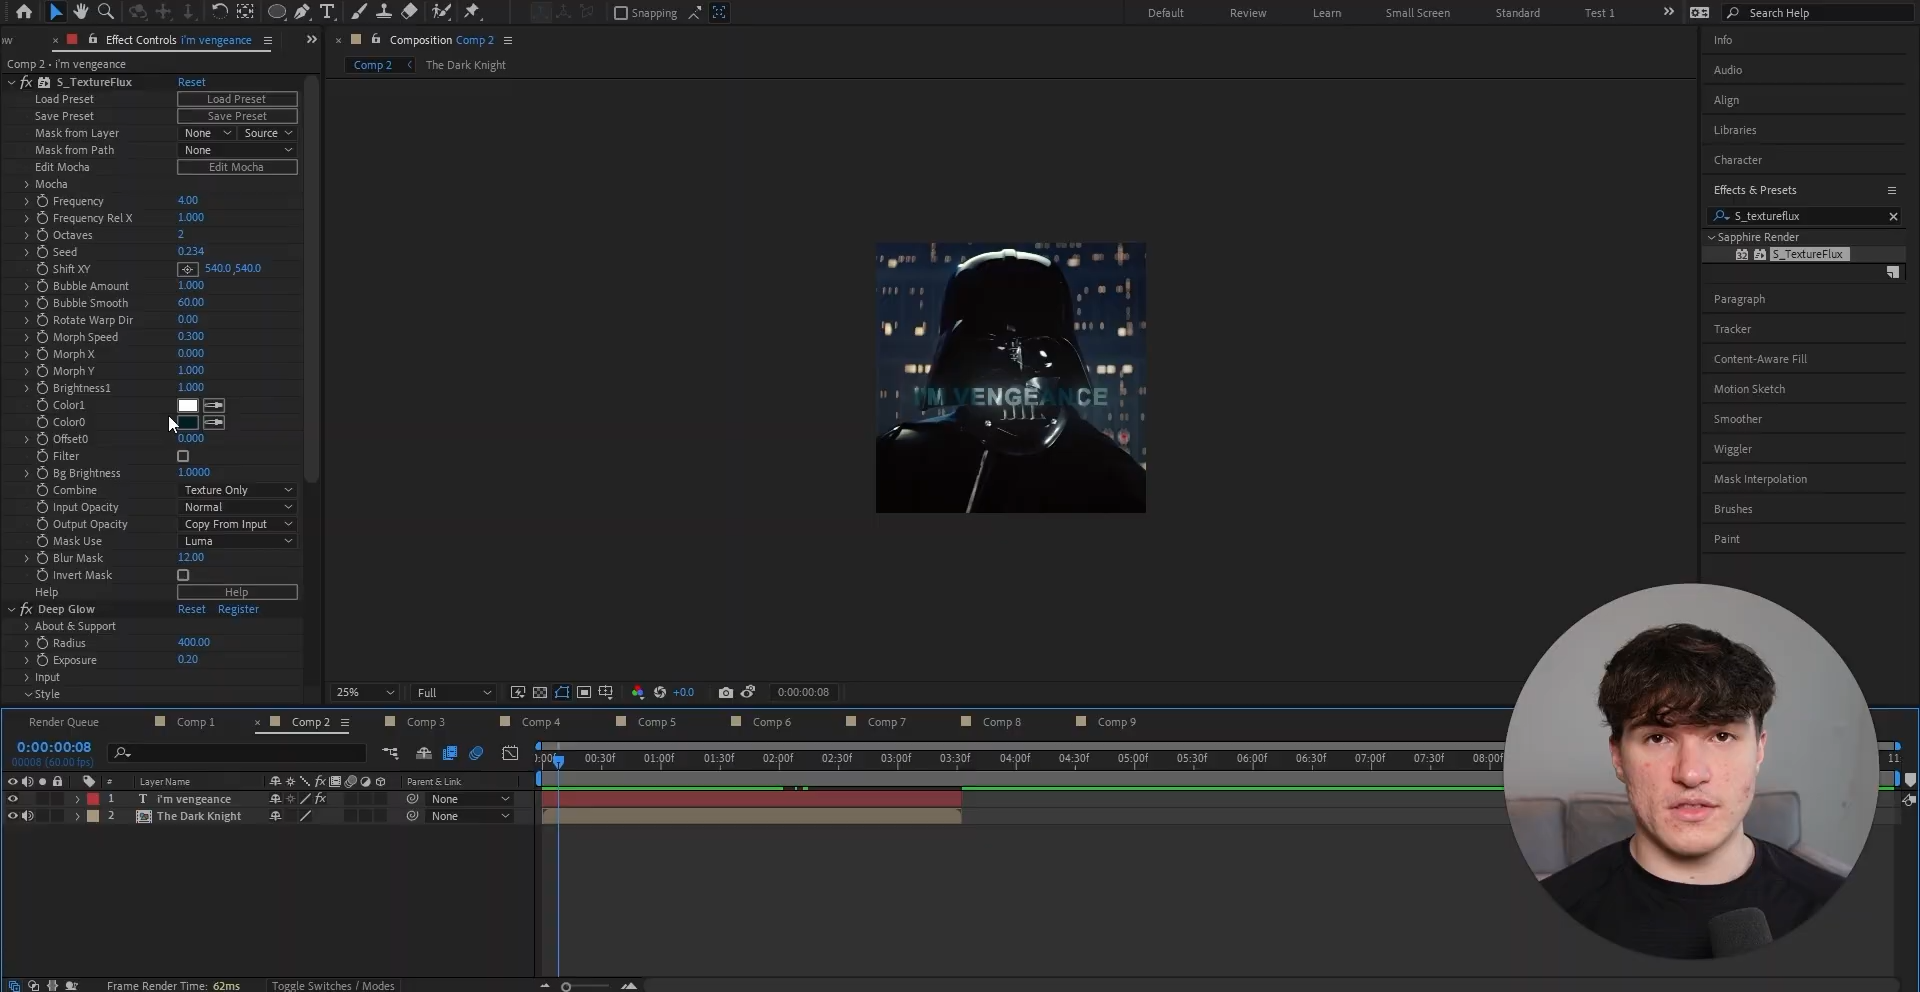 Snapping
Default
Review
Learn
Small Screen
Standard
Test 1
Search Help
Effect Controls i'm vengeance
Composition Comp 2
Comp 2 • i'm vengeance
Comp 2
The Dark Knight
S_TextureFlux Reset
Load Preset Load Preset
Save Preset Save Preset
Mask from Layer None Source
Mask from Path None
Edit Mocha Edit Mocha
Mocha
Frequency 4.00
Frequency Rel X 1.000
Octaves 2
Seed 0.234
Shift XY 540.0,540.0
Bubble Amount 1.000
Bubble Smooth 60.00
Rotate Warp Dir 0.00
Morph Speed 0.300
Morph X 0.000
Morph Y 1.000
Brightness1 1.000
Color1
Color0
Offset0 0.000
Filter
Bg Brightness 1.0000
Combine Texture Only
Input Opacity Normal
Output Opacity Copy From Input
Mask Use Luma
Blur Mask 12.00
Invert Mask
Help Help
Deep Glow Reset Register
About & Support
Radius 400.00
Exposure 0.20
Input
Style
I'M VENGEANCE
25%
Full
+0.0
0:00:00:08
Info
Audio
Align
Libraries
Character
Effects & Presets
S_textureflux
Sapphire Render
32 S_TextureFlux
Paragraph
Tracker
Content-Aware Fill
Motion Sketch
Smoother
Wiggler
Mask Interpolation
Brushes
Paint
Render Queue
Comp 1
Comp 2
Comp 3
Comp 4
Comp 5
Comp 6
Comp 7
Comp 8
Comp 9
0:00:00:08
00008 (60.00 fps)
00:30f 01:00f 01:30f 02:00f 02:30f 03:00f 03:30f 04:00f 04:30f 05:00f 05:30f 06:00f 06:30f 07:00f 07:30f
# Layer Name fx Parent & Link
1 T i'm vengeance fx None
2 The Dark Knight None
Frame Render Time: 62ms
Toggle Switches / Modes